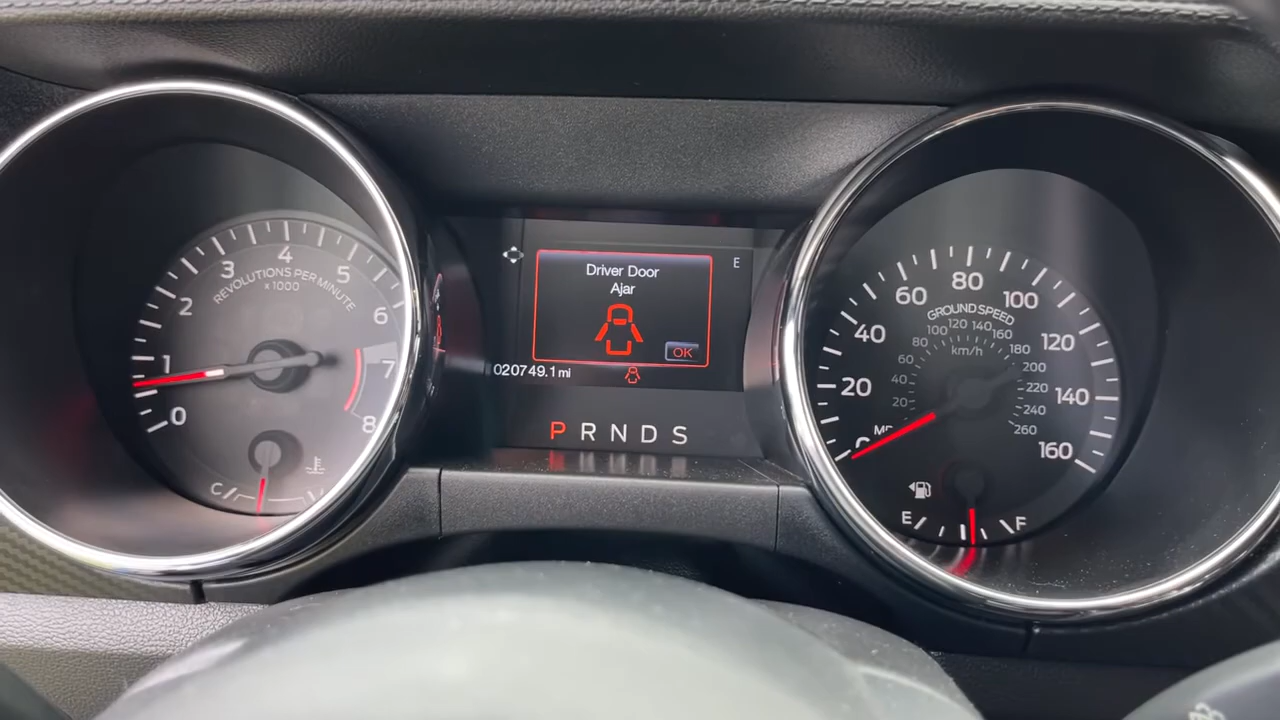 0
1
2
3
4
5
6
7
8
REVOLUTIONS PER MINUTE
x 1000
C
E
Driver Door
Ajar
OK
020749.1 mi
P R N D S
20
40
60
80
100
120
140
160
GROUND SPEED
20
40
60
80
100
120
140
160
180
200
220
240
260
km/h
E
F